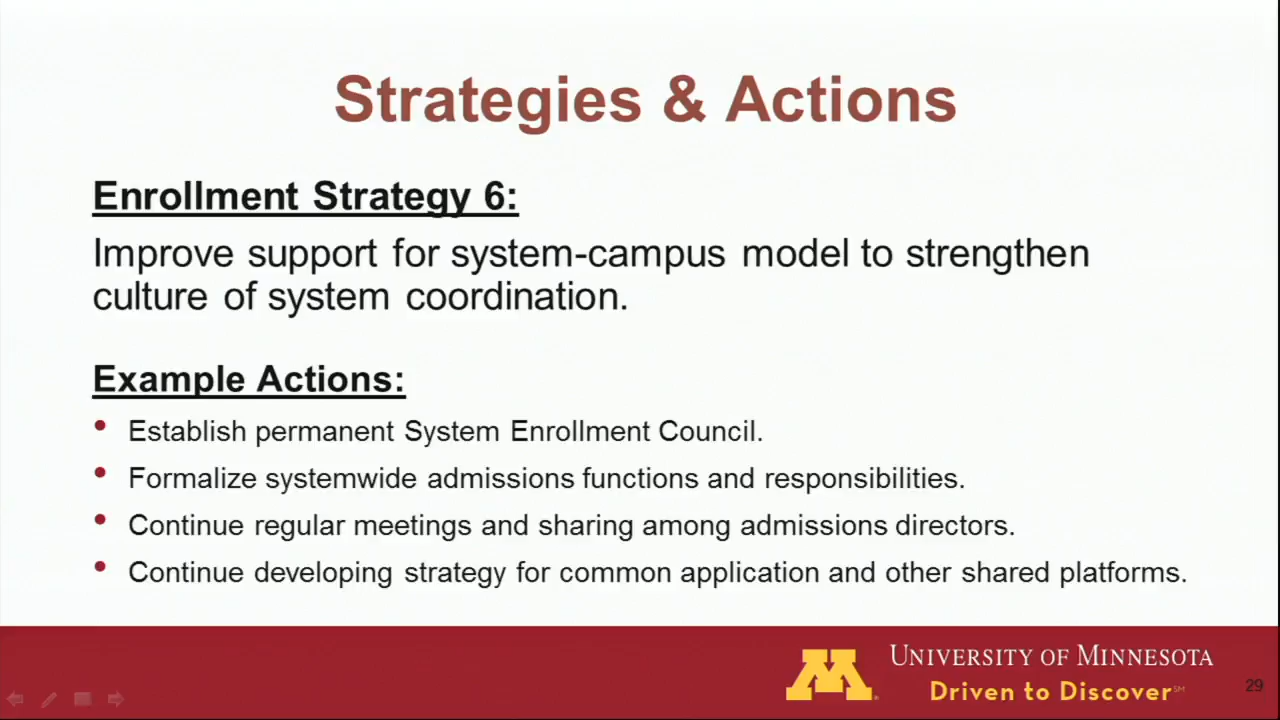 Strategies & Actions
Enrollment Strategy 6:
Improve support for system-campus model to strengthen
culture of system coordination.
Example Actions:
• Establish permanent System Enrollment Council.
• Formalize systemwide admissions functions and responsibilities.
• Continue regular meetings and sharing among admissions directors.
• Continue developing strategy for common application and other shared platforms.
M
UNIVERSITY OF MINNESOTA
Driven to Discover℠
29